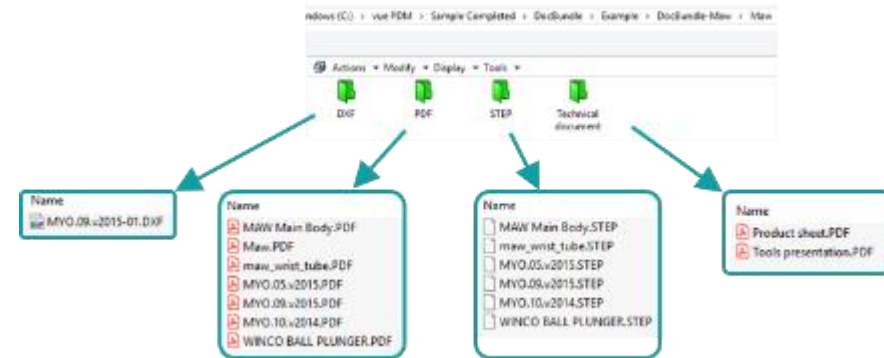 ndows (C:) › vue PDM › Sample Completed › DocBundle › Example › DocBundle-Maw › Maw
Actions Modify Display Tools
DXF PDF STEP Technical document
Name
MYO.09.v2015-01.DXF
Name
MAW Main Body.PDF
Maw.PDF
maw_wrist_tube.PDF
MYO.05.v2015.PDF
MYO.09.v2015.PDF
MYO.10.v2014.PDF
WINCO BALL PLUNGER.PDF
Name
MAW Main Body.STEP
maw_wrist_tube.STEP
MYO.05.v2015.STEP
MYO.09.v2015.STEP
MYO.10.v2014.STEP
WINCO BALL PLUNGER.STEP
Name
Product sheet.PDF
Tools presentation.PDF